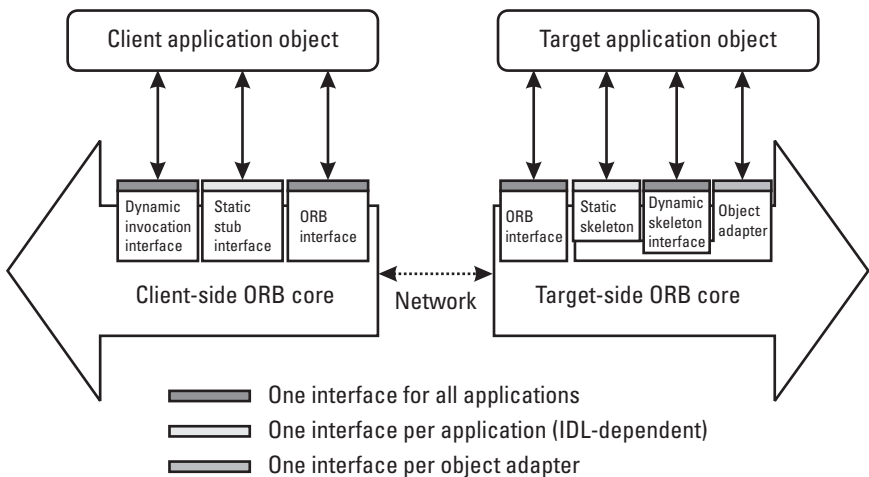 Client application object
Target application object
Dynamic
invocation
interface
Static
stub
interface
ORB
interface
ORB
interface
Static
skeleton
Dynamic
skeleton
interface
Object
adapter
Client-side ORB core
Network
Target-side ORB core
One interface for all applications
One interface per application (IDL-dependent)
One interface per object adapter